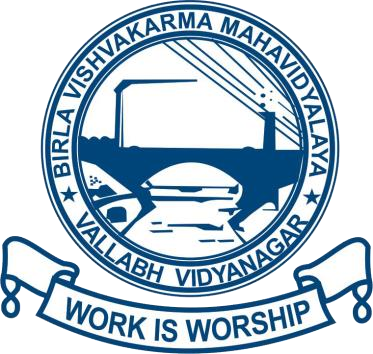 BIRLA VISHVAKARMA MAHAVIDYALAYA
VALLABH VIDYANAGAR
WORK IS WORSHIP